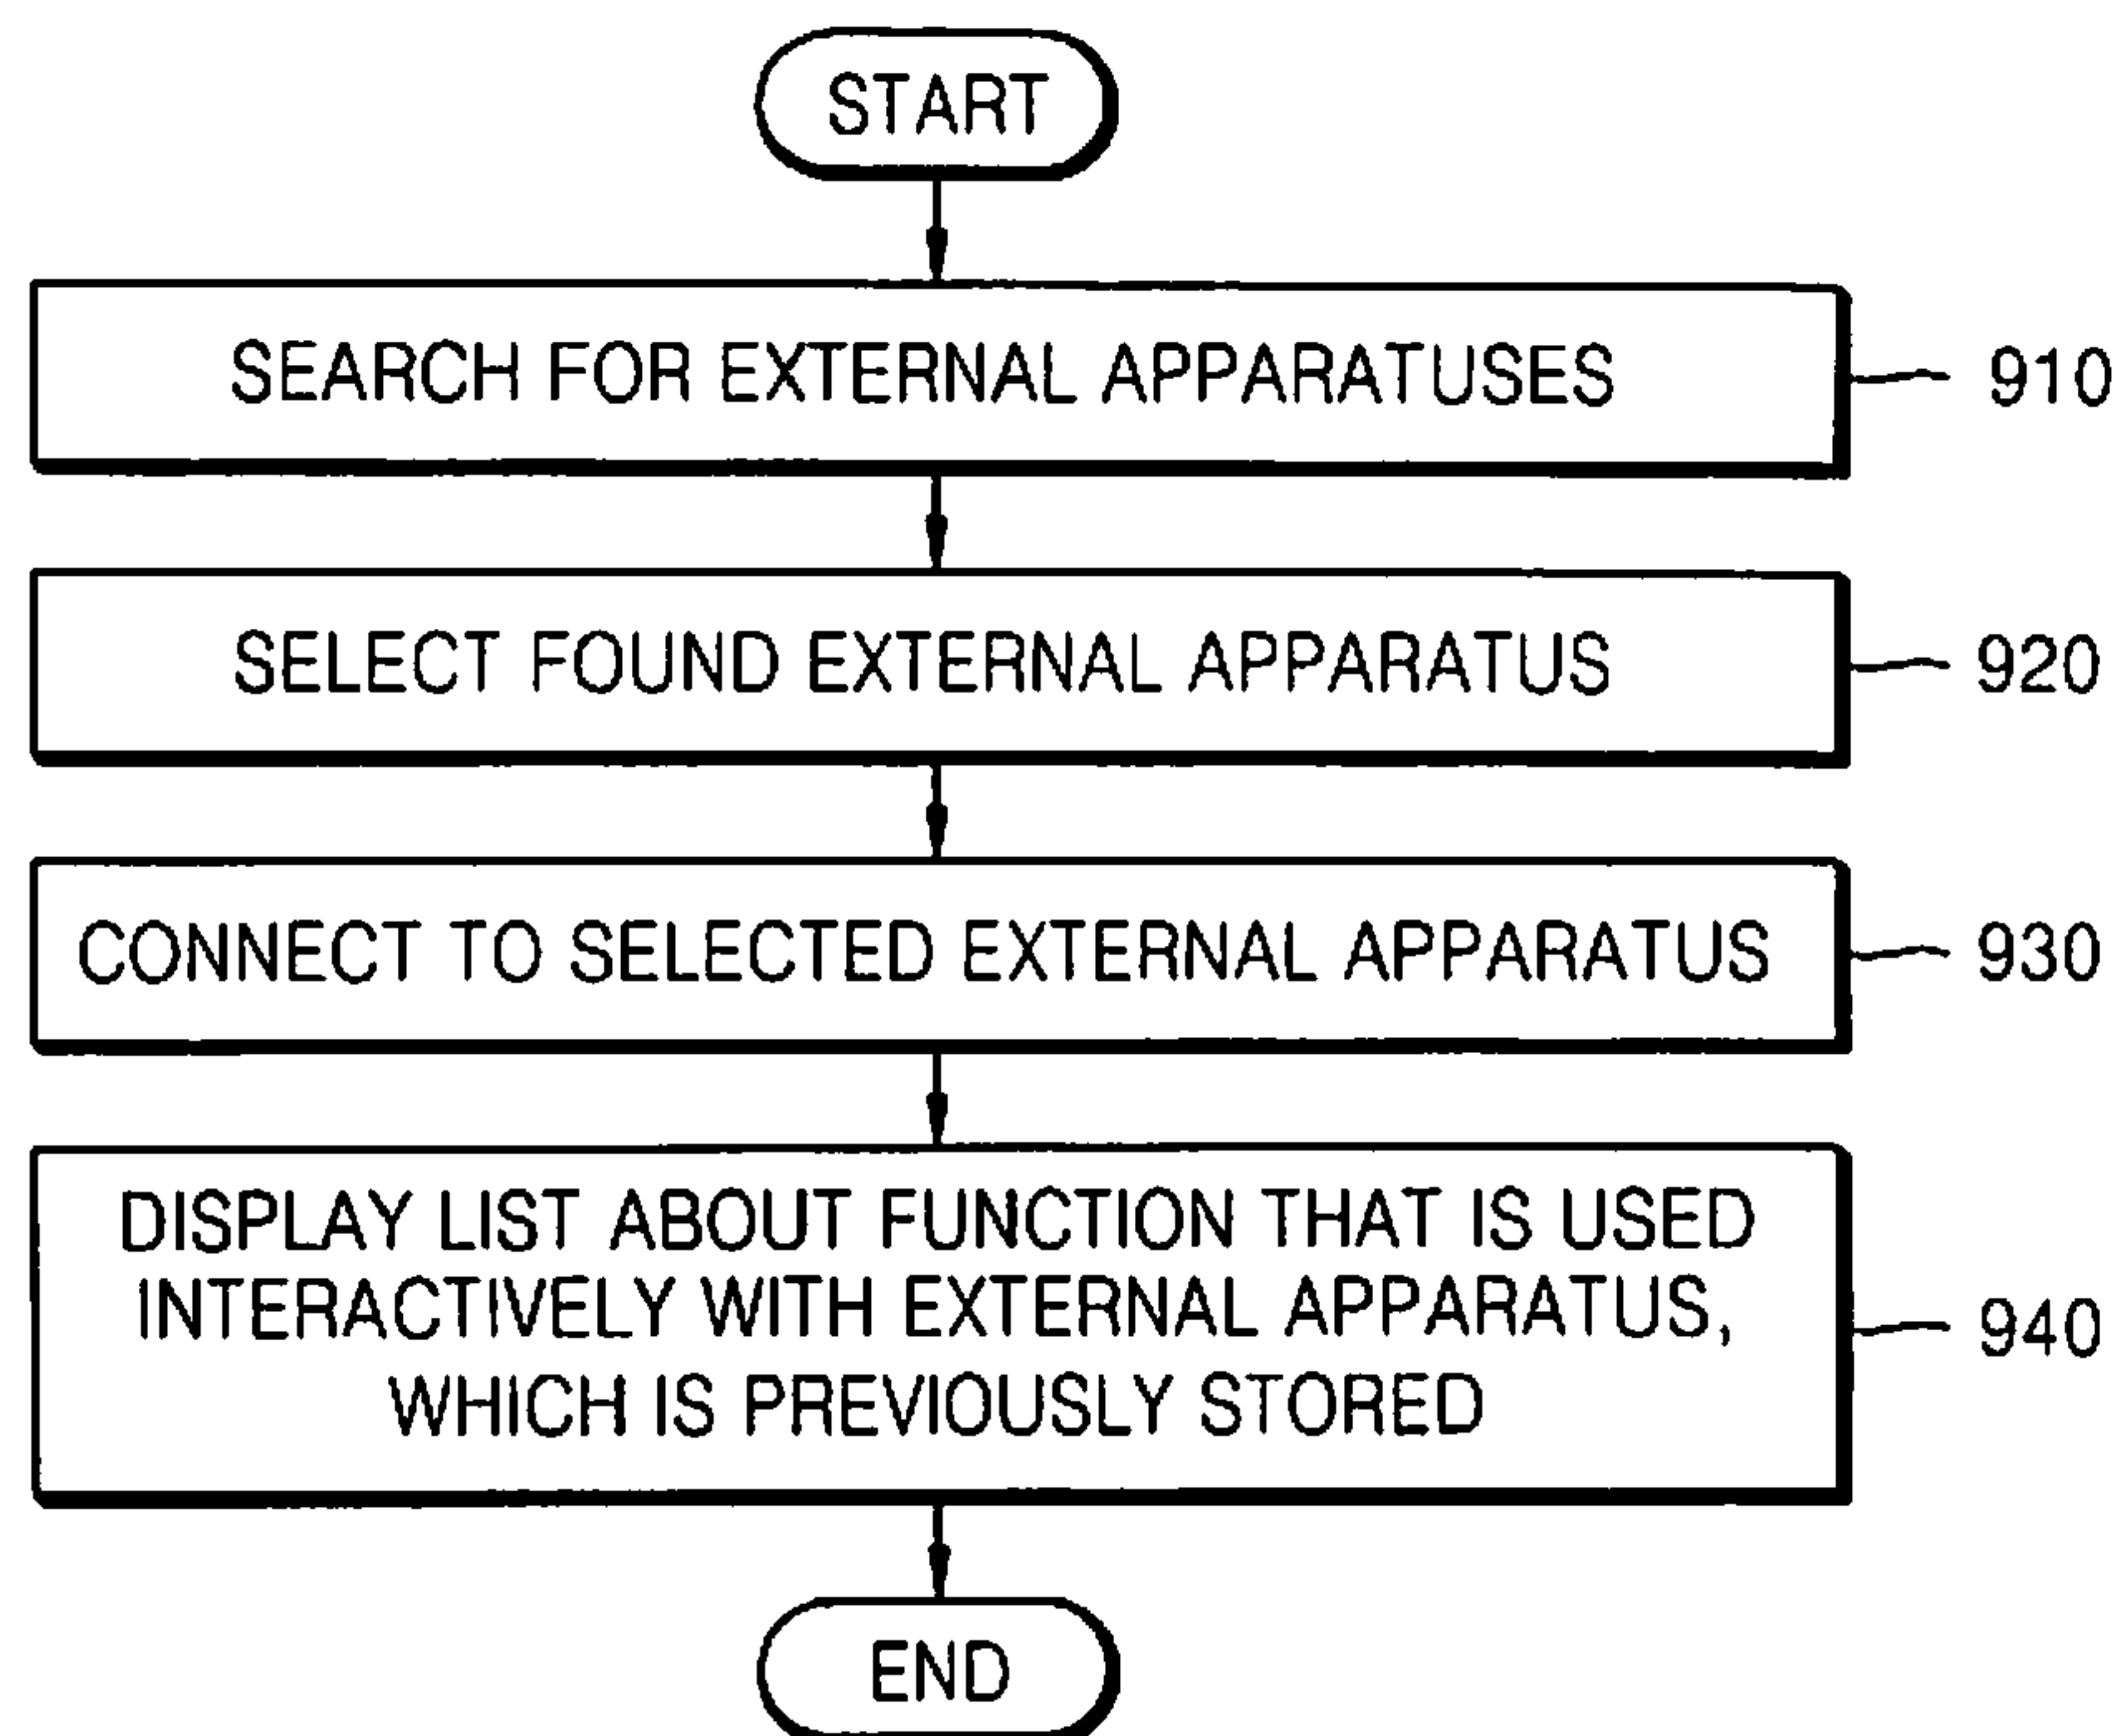 START
SEARCH FOR EXTERNAL APPARATUSES
910
SELECT FOUND EXTERNAL APPARATUS
920
CONNECT TO SELECTED EXTERNAL APPARATUS
930
DISPLAY LIST ABOUT FUNCTION THAT IS USED
INTERACTIVELY WITH EXTERNAL APPARATUS,
WHICH IS PREVIOUSLY STORED
940
END